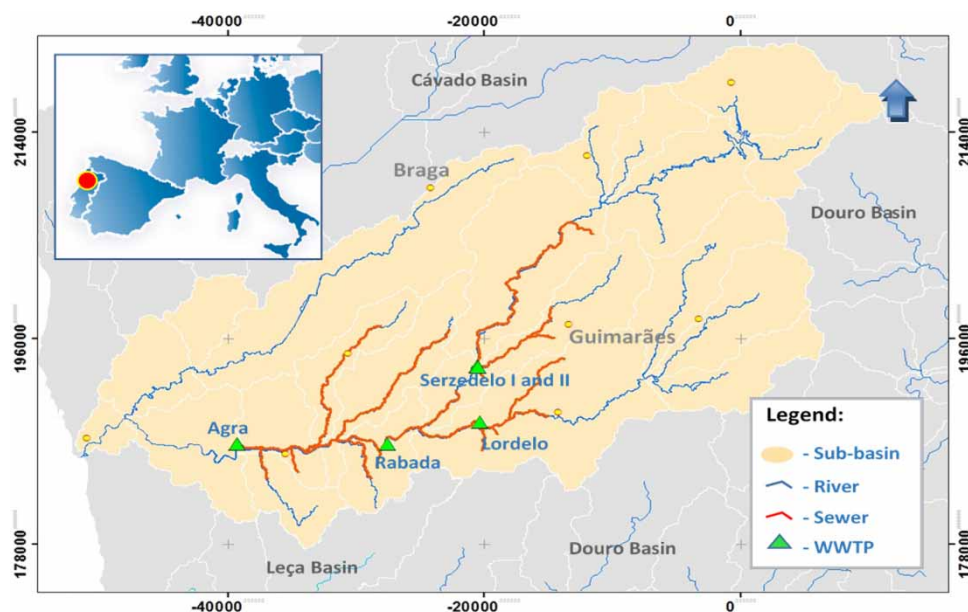 -40000
-20000
0
Cávado Basin
214000
214000
Braga
Douro Basin
196000
Guimarães
196000
Serzedelo I and II
Legend:
Agra
- Sub-basin
Rabada
Lordelo
- River
- Sewer
- WWTP
178000
Leça Basin
Douro Basin
178000
-40000
-20000
0